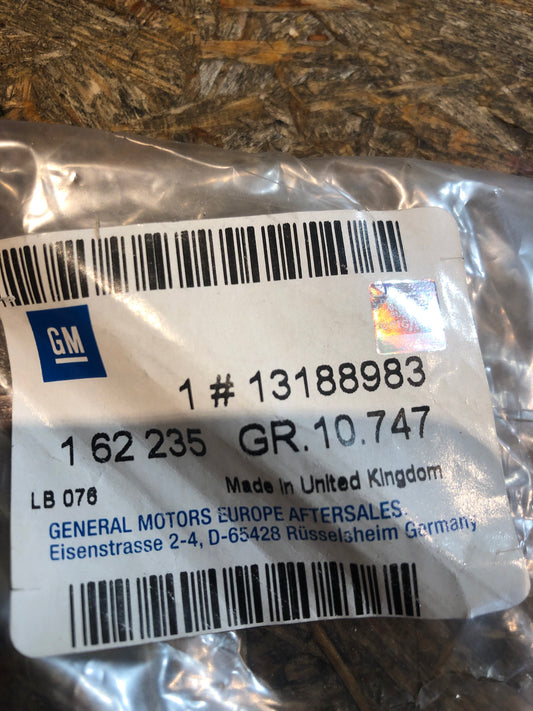 GM
1 # 13188983
1 62 235 GR.10.747
LB 076 Made in United Kingdom
GENERAL MOTORS EUROPE AFTERSALES
Eisenstrasse 2-4, D-65428 Rüsselsheim Germany